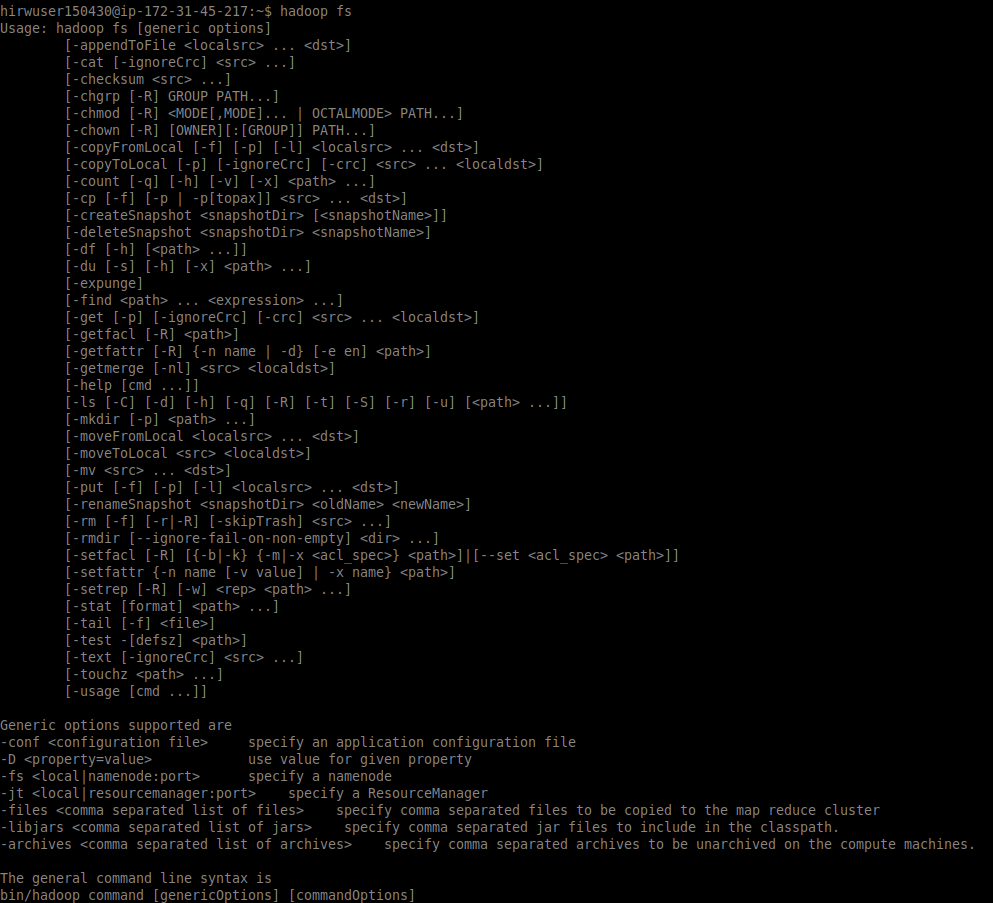 hirwuser150430@ip-172-31-45-217:~$ hadoop fs
Usage: hadoop fs [generic options]
[-appendToFile <localsrc> ... <dst>]
[-cat [-ignoreCrc] <src> ...]
[-checksum <src> ...]
[-chgrp [-R] GROUP PATH...]
[-chmod [-R] <MODE[,MODE]... | OCTALMODE> PATH...]
[-chown [-R] [OWNER][:[GROUP]] PATH...]
[-copyFromLocal [-f] [-p] [-l] <localsrc> ... <dst>]
[-copyToLocal [-p] [-ignoreCrc] [-crc] <src> ... <localdst>]
[-count [-q] [-h] [-v] [-x] <path> ...]
[-cp [-f] [-p | -p[topax]] <src> ... <dst>]
[-createSnapshot <snapshotDir> [<snapshotName>]]
[-deleteSnapshot <snapshotDir> <snapshotName>]
[-df [-h] [<path> ...]]
[-du [-s] [-h] [-x] <path> ...]
[-expunge]
[-find <path> ... <expression> ...]
[-get [-p] [-ignoreCrc] [-crc] <src> ... <localdst>]
[-getfacl [-R] <path>]
[-getfattr [-R] {-n name | -d} [-e en] <path>]
[-getmerge [-nl] <src> <localdst>]
[-help [cmd ...]]
[-ls [-C] [-d] [-h] [-q] [-R] [-t] [-S] [-r] [-u] [<path> ...]]
[-mkdir [-p] <path> ...]
[-moveFromLocal <localsrc> ... <dst>]
[-moveToLocal <src> <localdst>]
[-mv <src> ... <dst>]
[-put [-f] [-p] [-l] <localsrc> ... <dst>]
[-renameSnapshot <snapshotDir> <oldName> <newName>]
[-rm [-f] [-r|-R] [-skipTrash] <src> ...]
[-rmdir [--ignore-fail-on-non-empty] <dir> ...]
[-setfacl [-R] [{-b|-k} {-m|-x <acl_spec>} <path>]|[--set <acl_spec> <path>]]
[-setfattr {-n name [-v value] | -x name} <path>]
[-setrep [-R] [-w] <rep> <path> ...]
[-stat [format] <path> ...]
[-tail [-f] <file>]
[-test -[defsz] <path>]
[-text [-ignoreCrc] <src> ...]
[-touchz <path> ...]
[-usage [cmd ...]]
Generic options supported are
-conf <configuration file>     specify an application configuration file
-D <property=value>            use value for given property
-fs <local|namenode:port>      specify a namenode
-jt <local|resourcemanager:port>    specify a ResourceManager
-files <comma separated list of files>    specify comma separated files to be copied to the map reduce cluster
-libjars <comma separated list of jars>    specify comma separated jar files to include in the classpath.
-archives <comma separated list of archives>    specify comma separated archives to be unarchived on the compute machines.
The general command line syntax is
bin/hadoop command [genericOptions] [commandOptions]